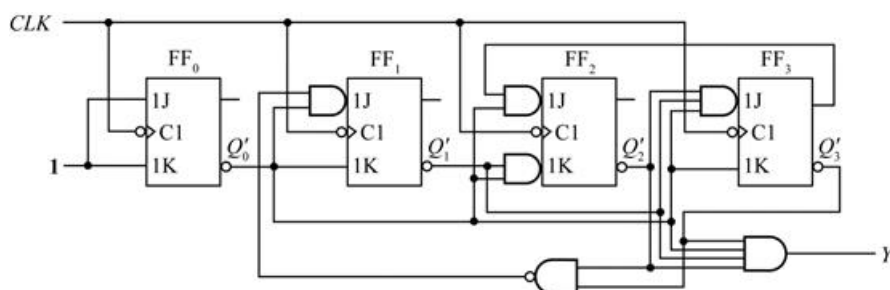 CLK
FF₀ FF₁ FF₂ FF₃
1J 1J 1J 1J
C1 C1 C1 C1
1 1K Q′₀ 1K Q′₁ 1K Q′₂ 1K Q′₃
Y